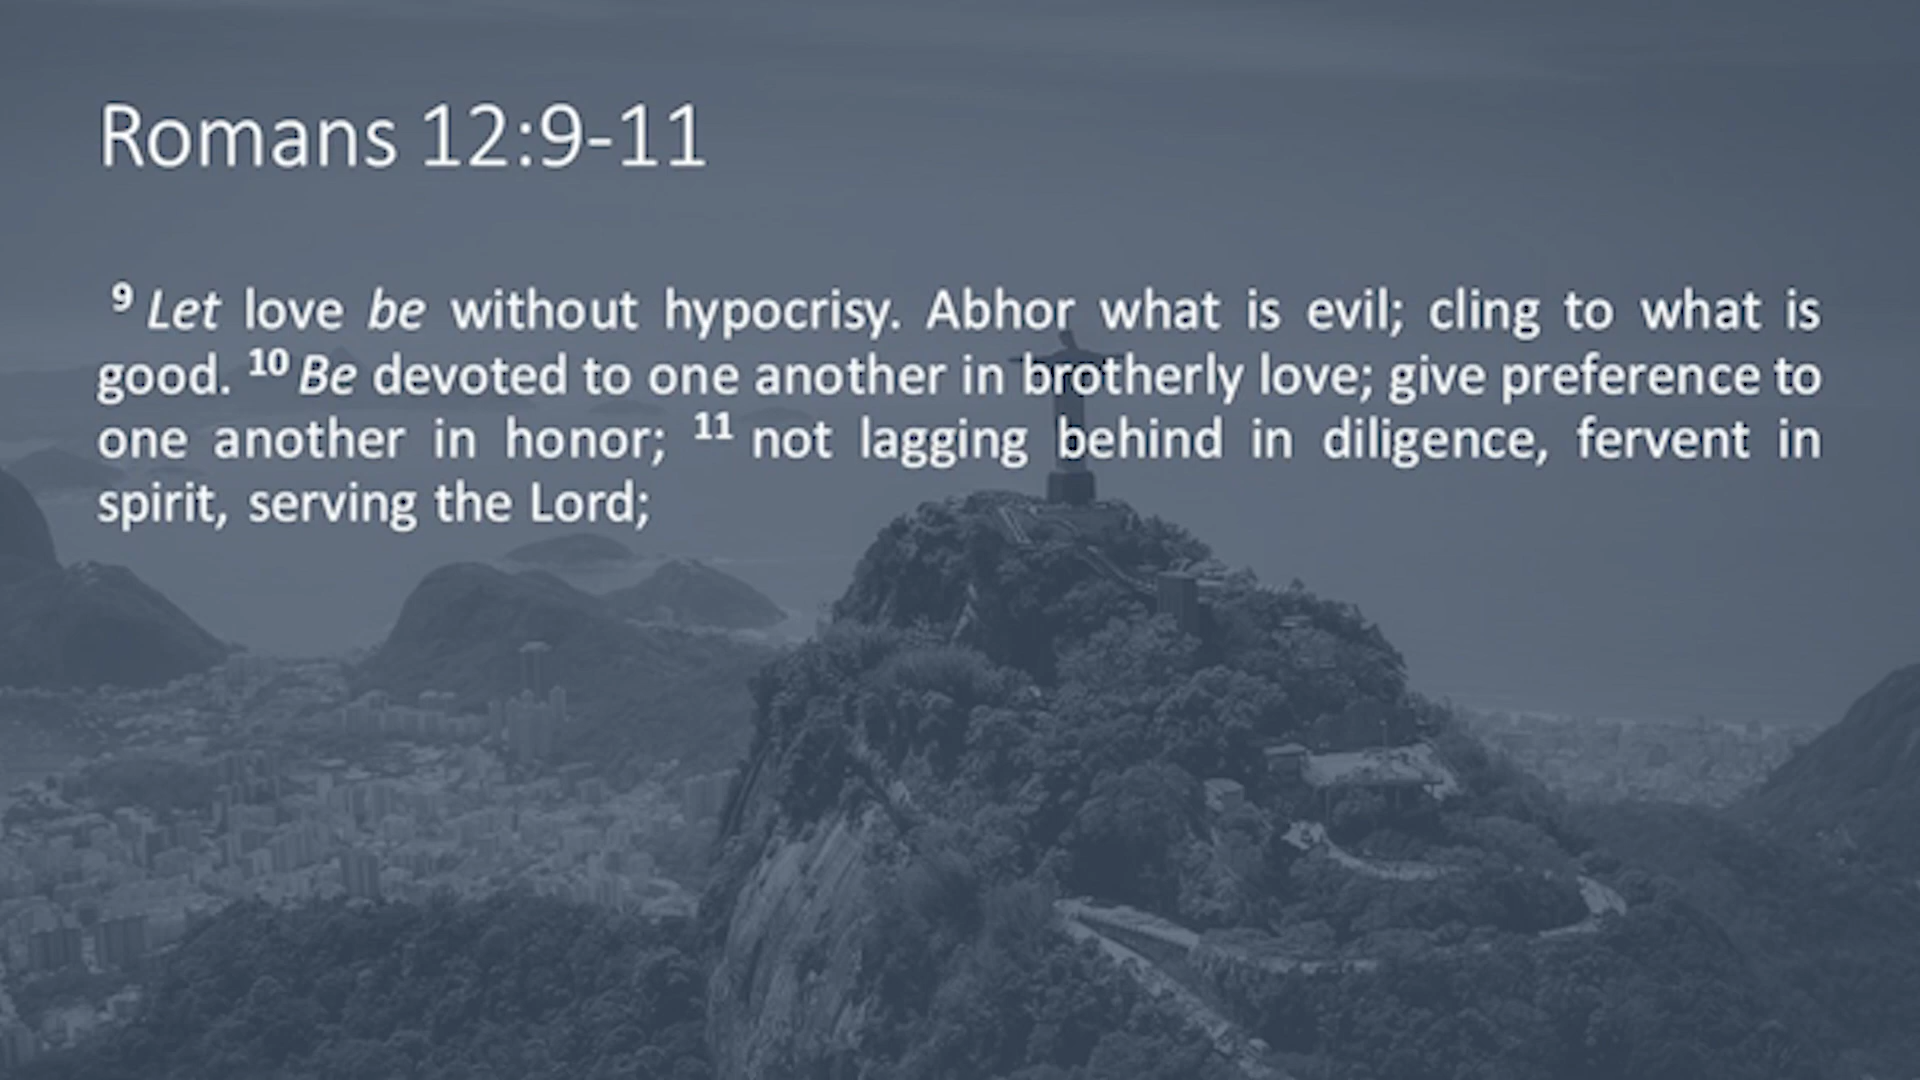 Romans 12:9-11
9 Let love be without hypocrisy. Abhor what is evil; cling to what is
good. 10 Be devoted to one another in brotherly love; give preference to
one another in honor; 11 not lagging behind in diligence, fervent in
spirit, serving the Lord;